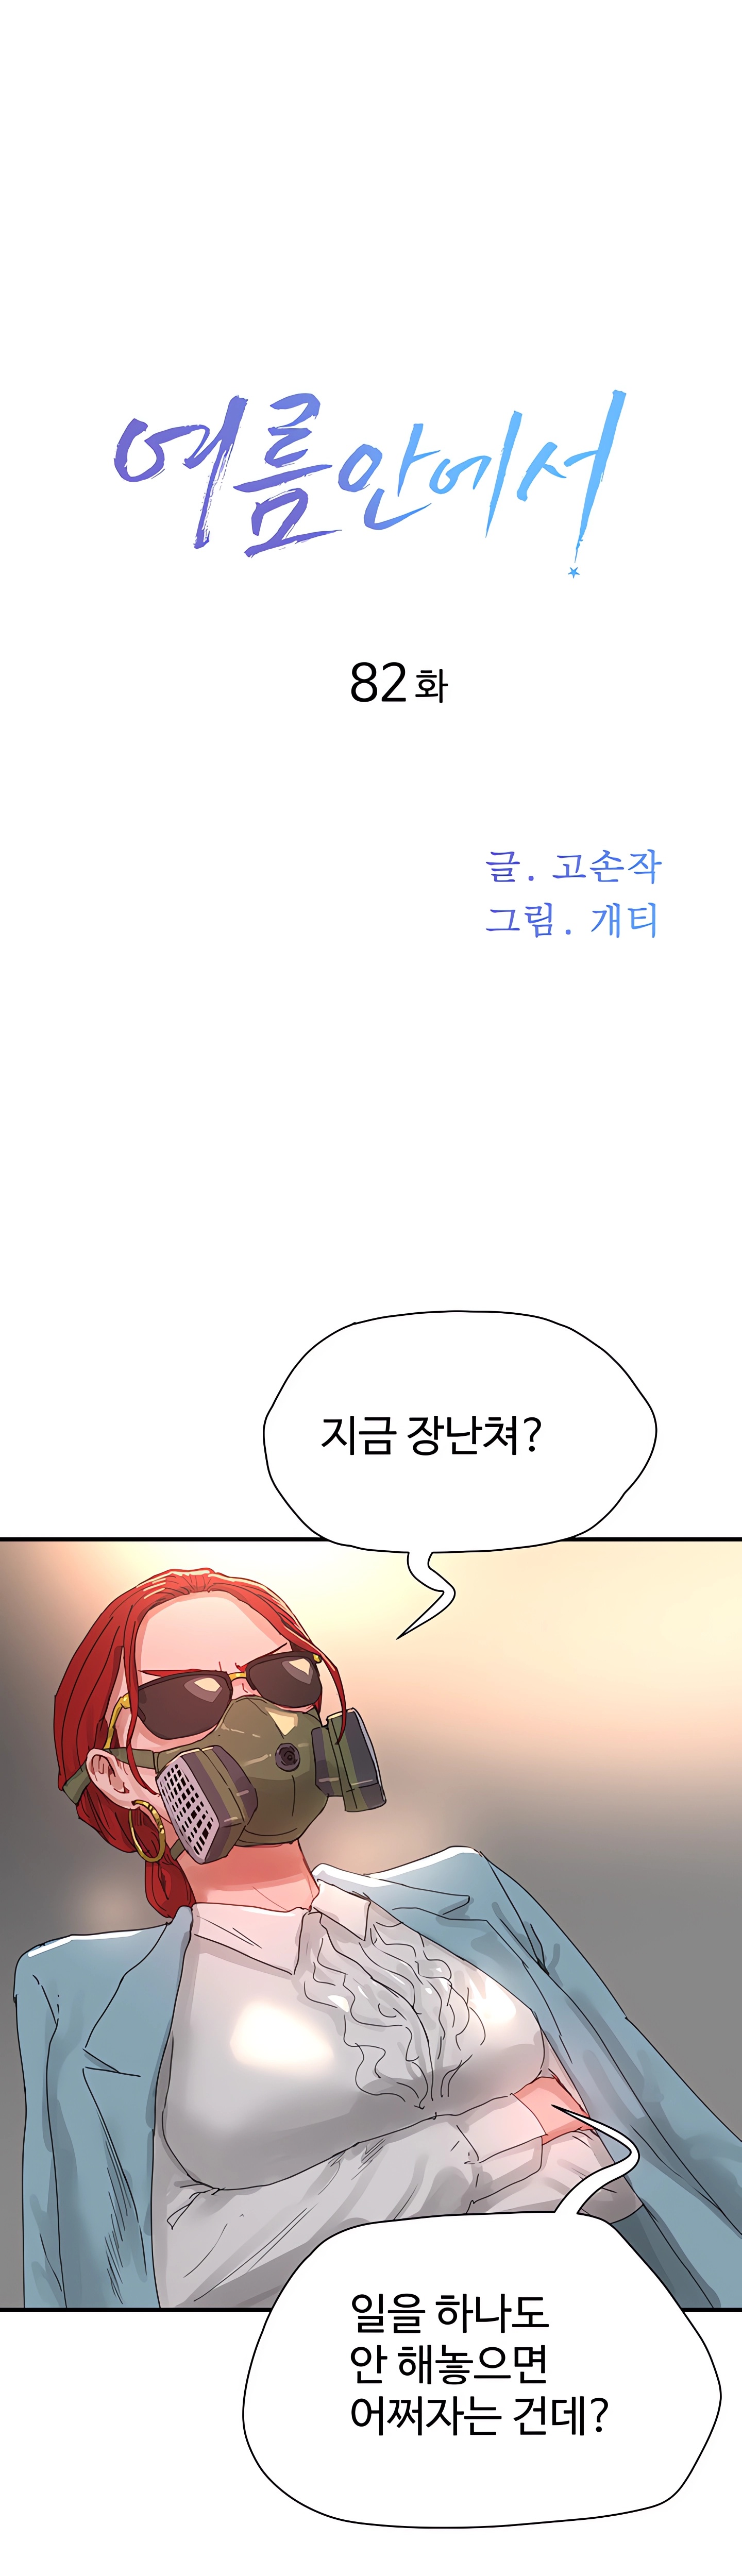 여름안에서
82화
글. 고손작
그림. 개티
지금 장난쳐?
일을 하나도
안 해놓으면
어쩌자는 건데?